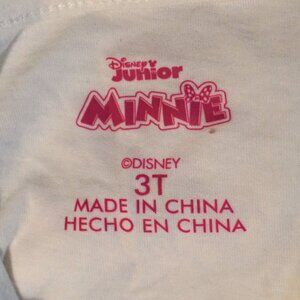 Disney
Junior
MINNIE
©DISNEY
3T
MADE IN CHINA
HECHO EN CHINA